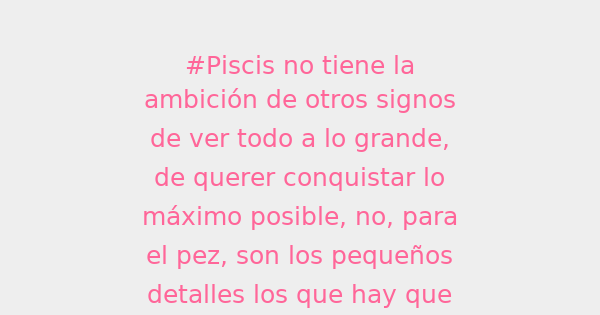 #Piscis no tiene la
ambición de otros signos
de ver todo a lo grande,
de querer conquistar lo
máximo posible, no, para
el pez, son los pequeños
detalles los que hay que